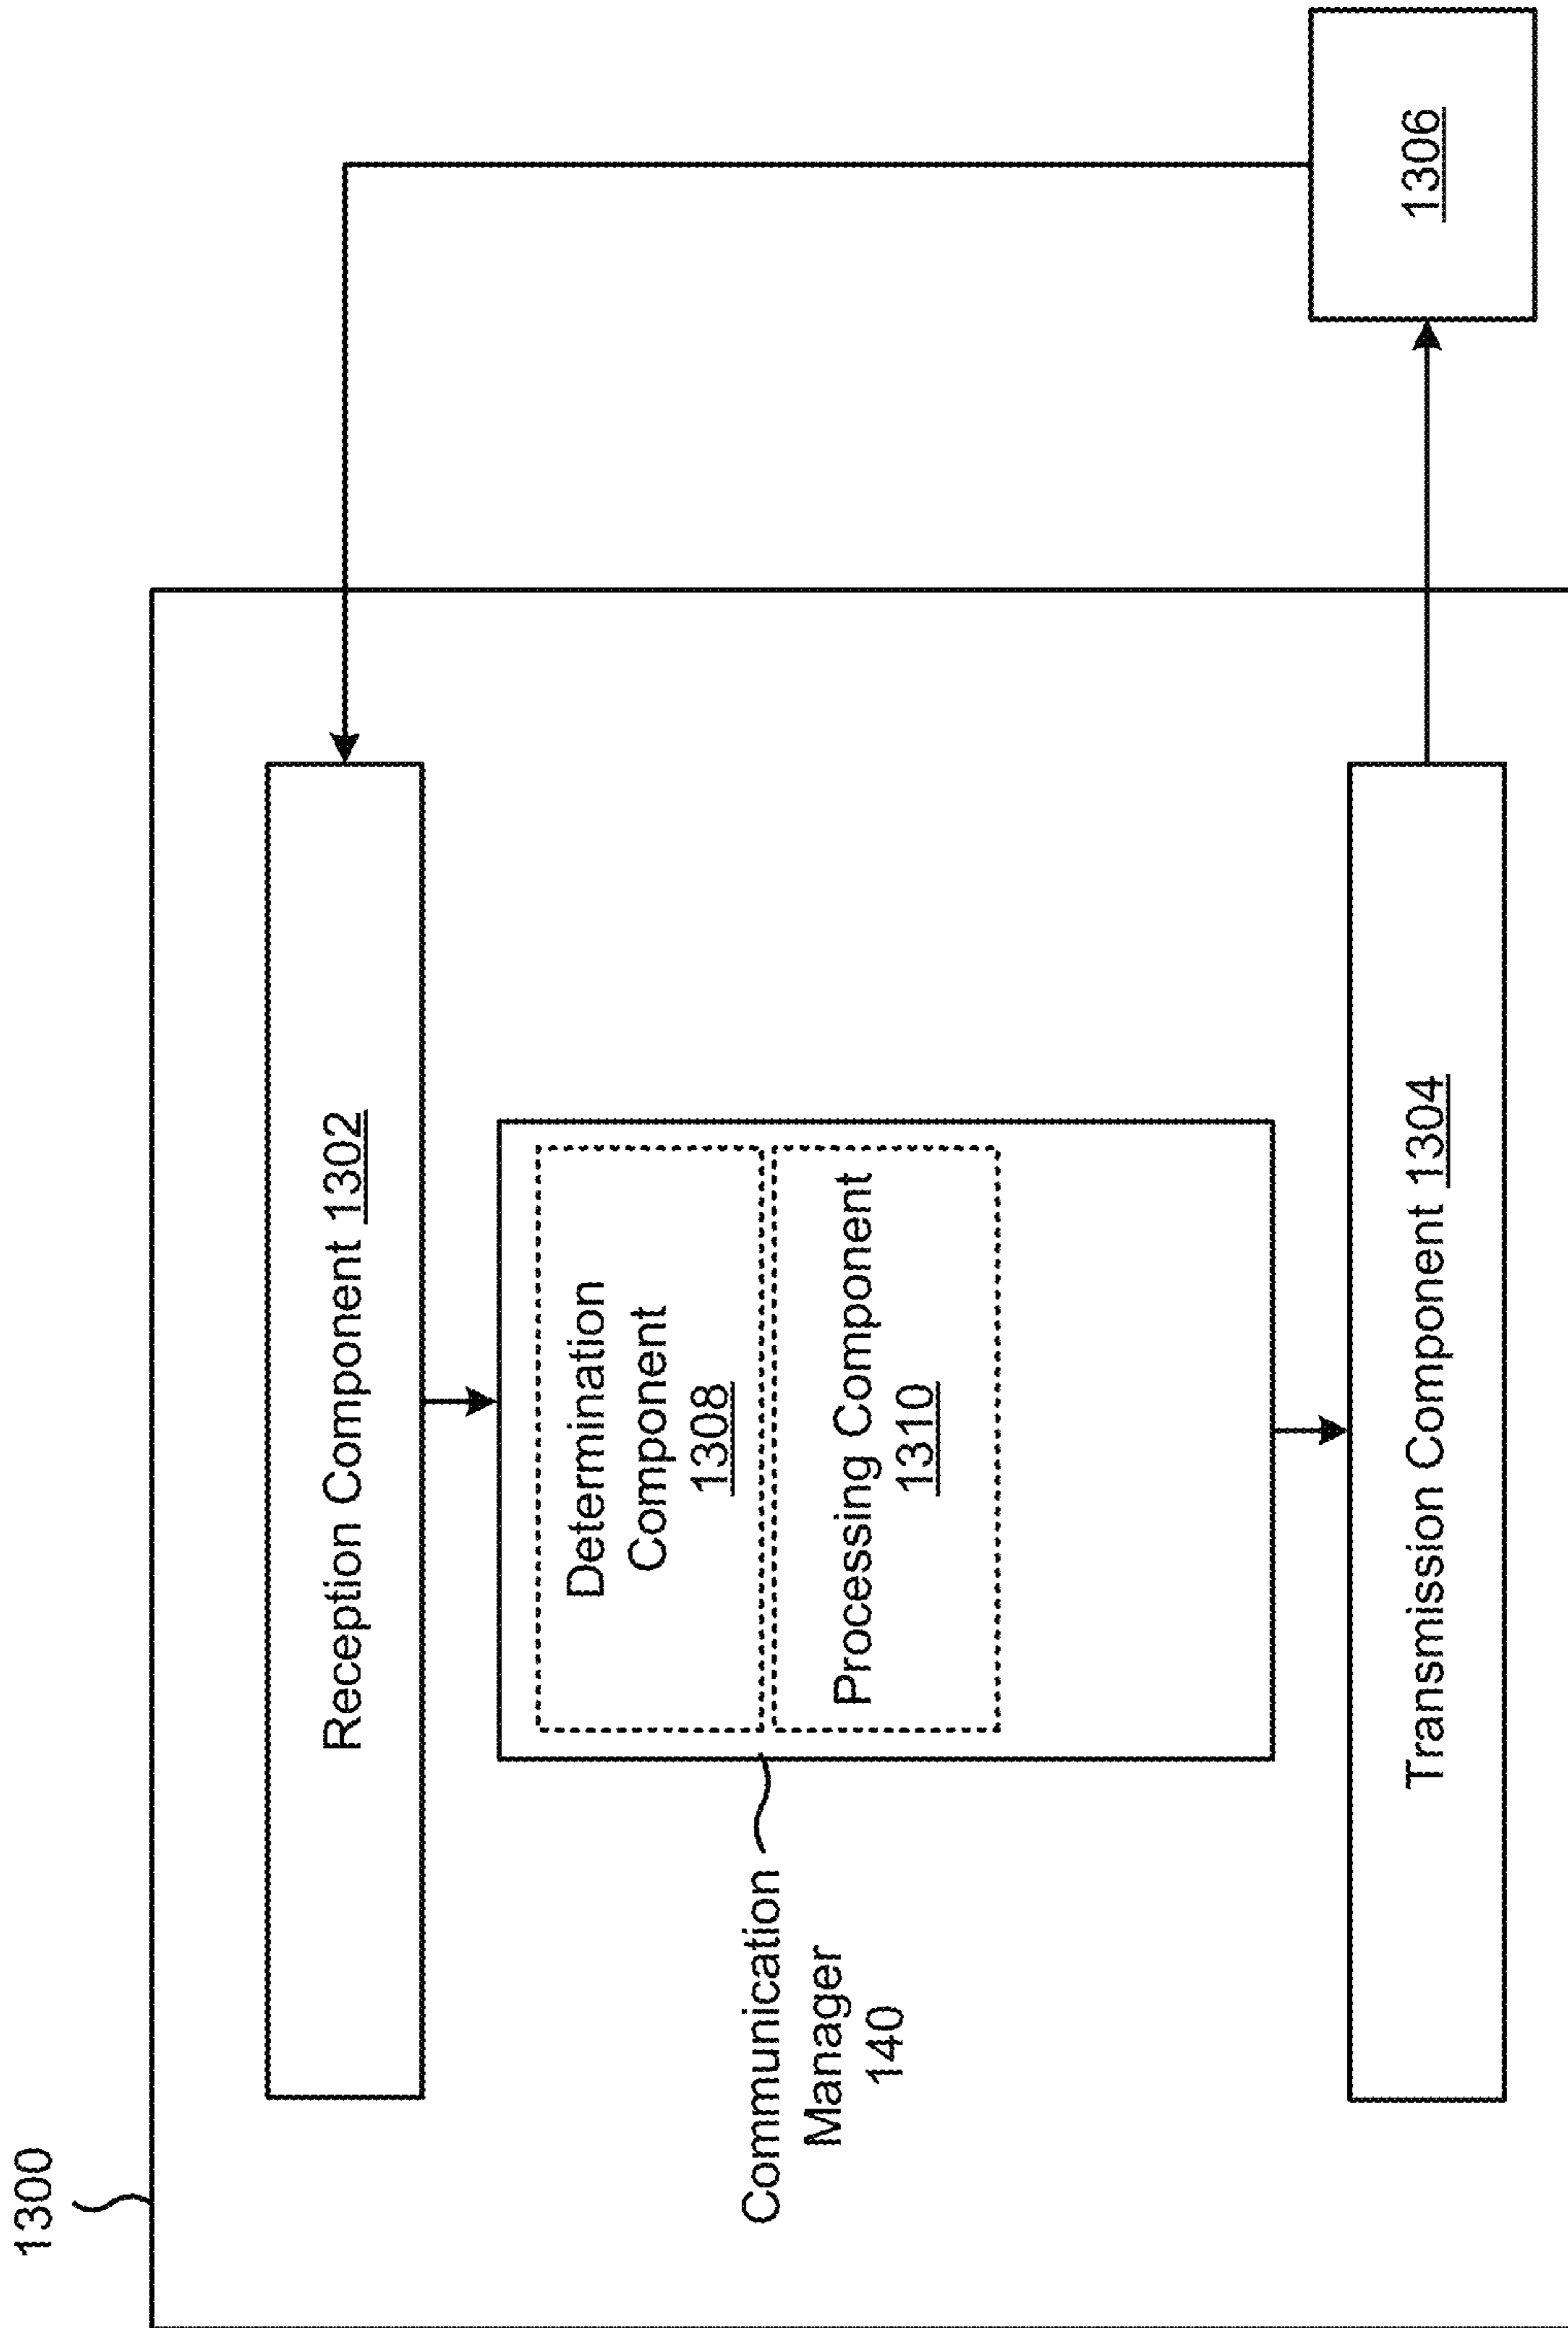 1300
Reception Component 1302
Determination
Component
1308
Processing Component
1310
Communication
Manager
140
Transmission Component 1304
1306